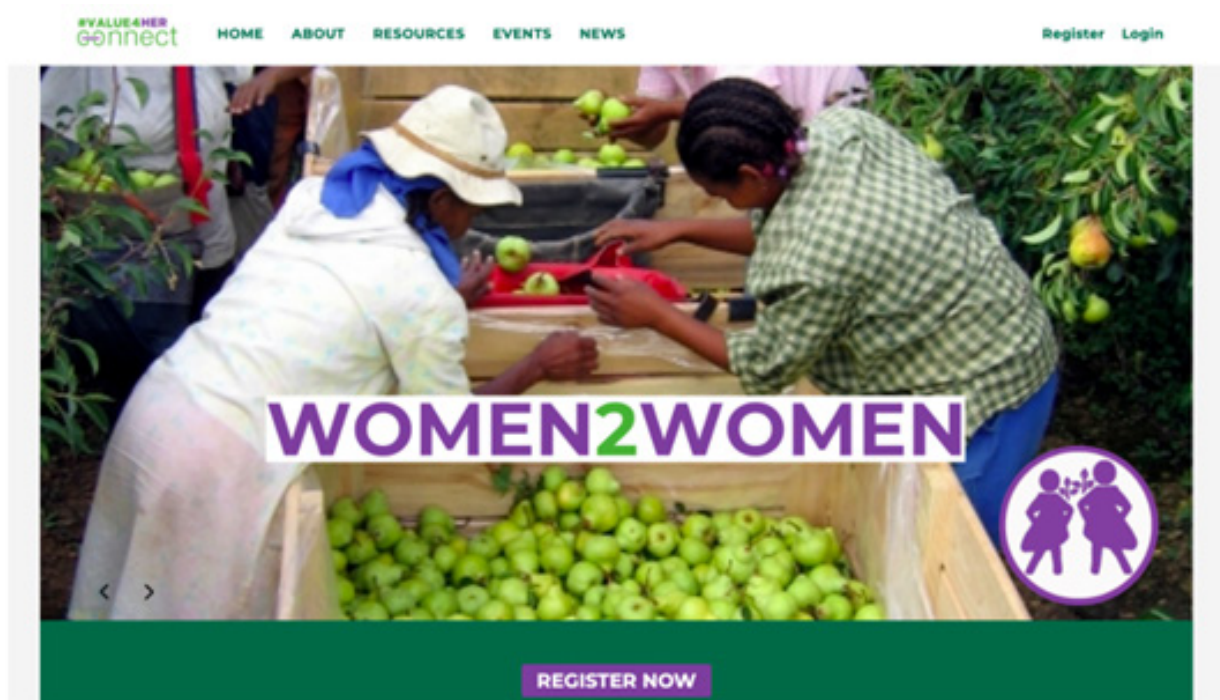 #VALUE4HER
connect
HOME ABOUT RESOURCES EVENTS NEWS
Register Login
WOMEN2WOMEN
REGISTER NOW